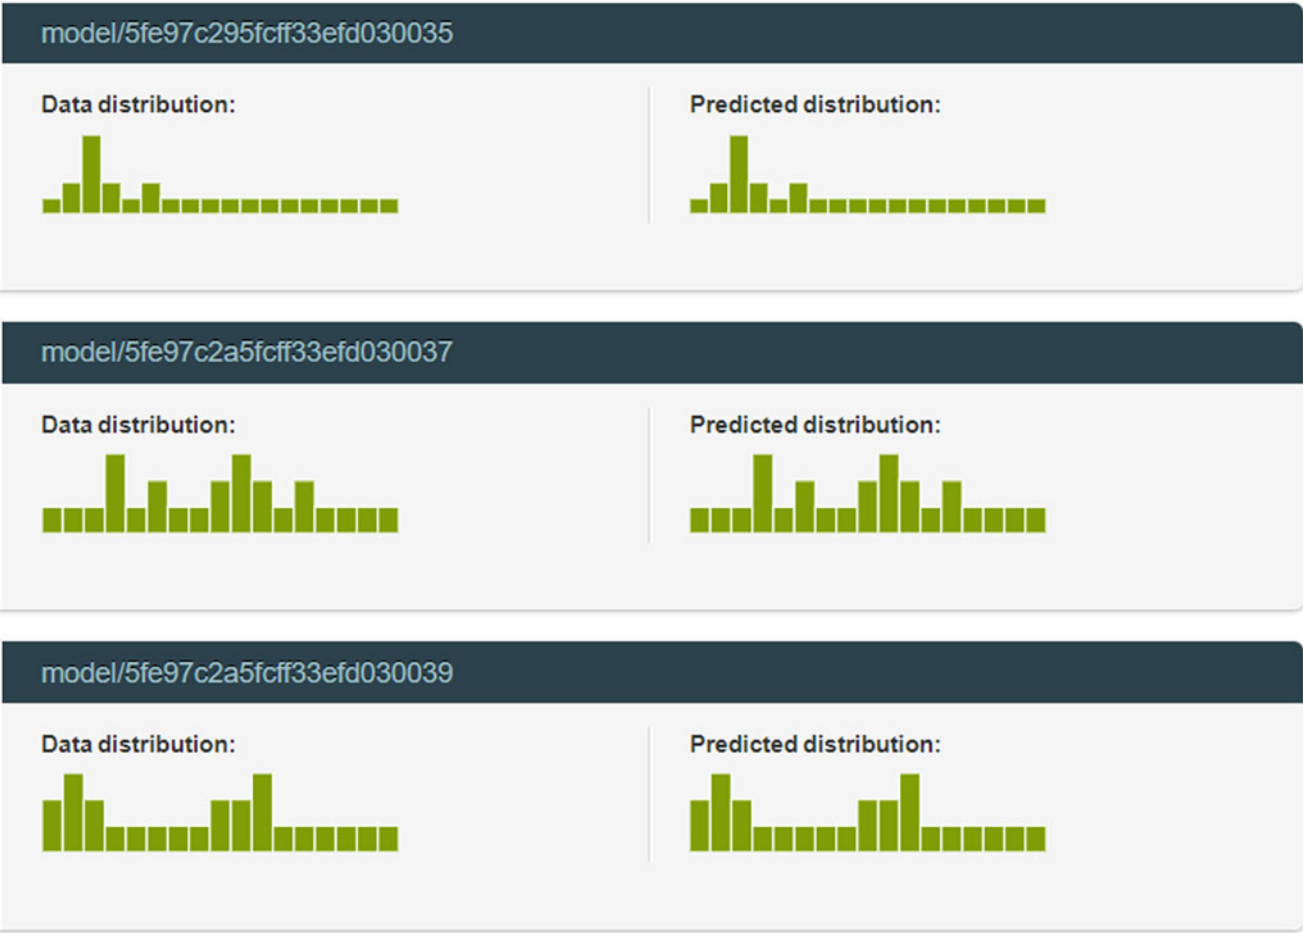 model/5fe97c295fcff33efd030035
Data distribution:
Predicted distribution:
model/5fe97c2a5fcff33efd030037
Data distribution:
Predicted distribution:
model/5fe97c2a5fcff33efd030039
Data distribution:
Predicted distribution: